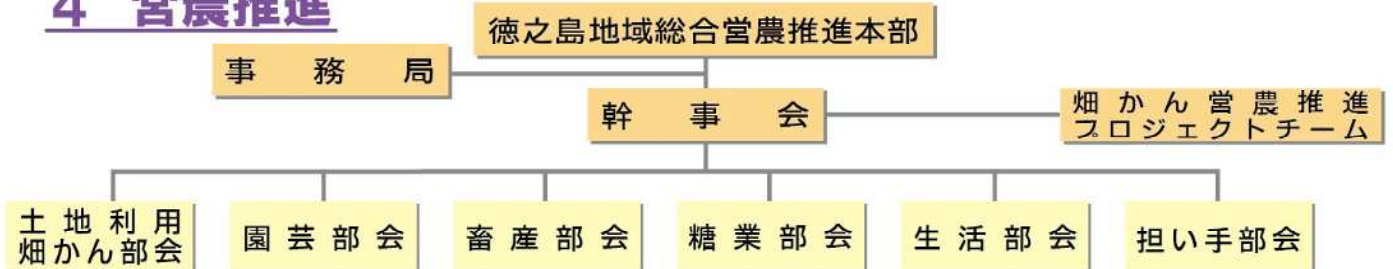 4 営農推進
徳之島地域総合営農推進本部
事務局
幹事会
畑かん営農推進
プロジェクトチーム
土地利用
畑かん部会
園芸部会
畜産部会
糖業部会
生活部会
担い手部会